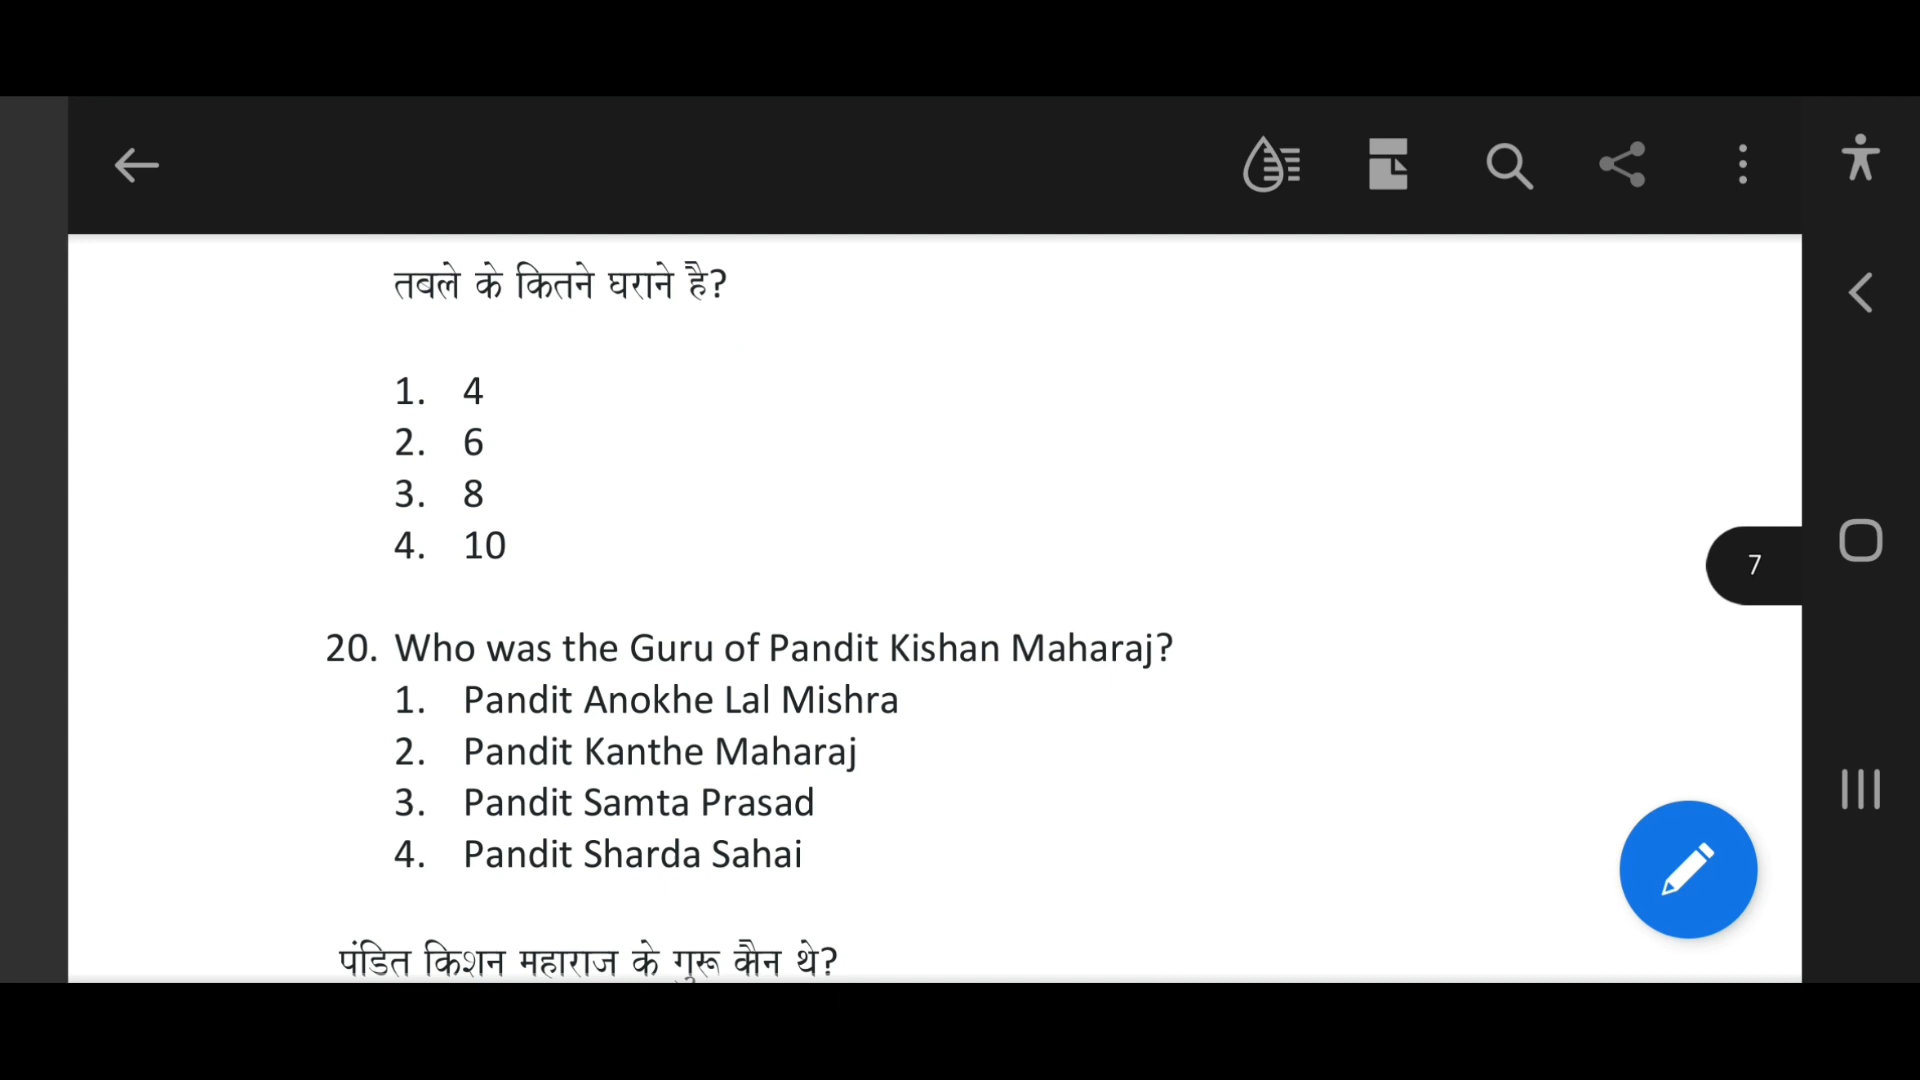 तबले के कितने घराने है?
1. 4
2. 6
3. 8
4. 10
7
20. Who was the Guru of Pandit Kishan Maharaj?
1. Pandit Anokhe Lal Mishra
2. Pandit Kanthe Maharaj
3. Pandit Samta Prasad
4. Pandit Sharda Sahai
पंडित किशन महाराज के गुरू कौन थे?